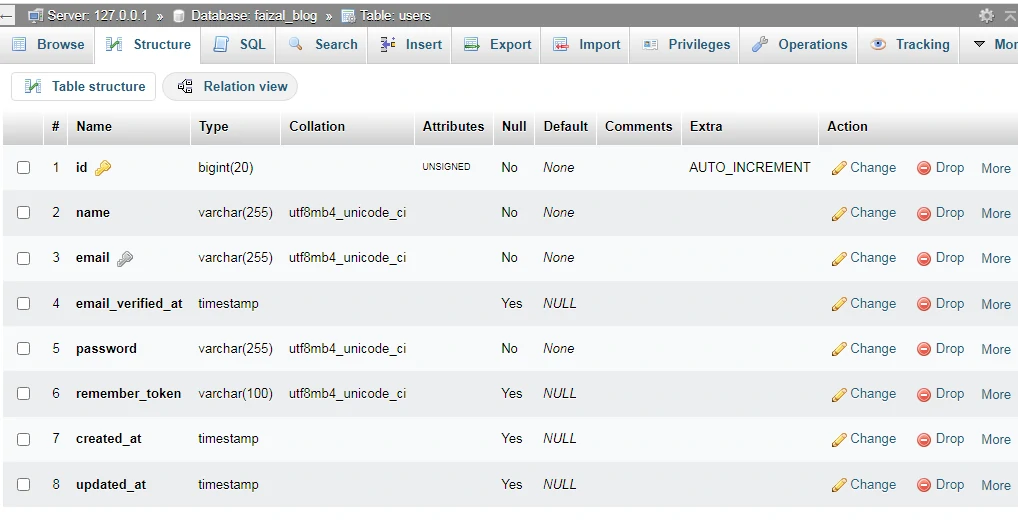 Server: 127.0.0.1 » Database: faizal_blog » Table: users
Browse Structure SQL Search Insert Export Import Privileges Operations Tracking
Table structure Relation view
# Name Type Collation Attributes Null Default Comments Extra Action
1 id bigint(20) UNSIGNED No None AUTO_INCREMENT Change Drop More
2 name varchar(255) utf8mb4_unicode_ci No None Change Drop More
3 email varchar(255) utf8mb4_unicode_ci No None Change Drop More
4 email_verified_at timestamp Yes NULL Change Drop More
5 password varchar(255) utf8mb4_unicode_ci No None Change Drop More
6 remember_token varchar(100) utf8mb4_unicode_ci Yes NULL Change Drop More
7 created_at timestamp Yes NULL Change Drop More
8 updated_at timestamp Yes NULL Change Drop More